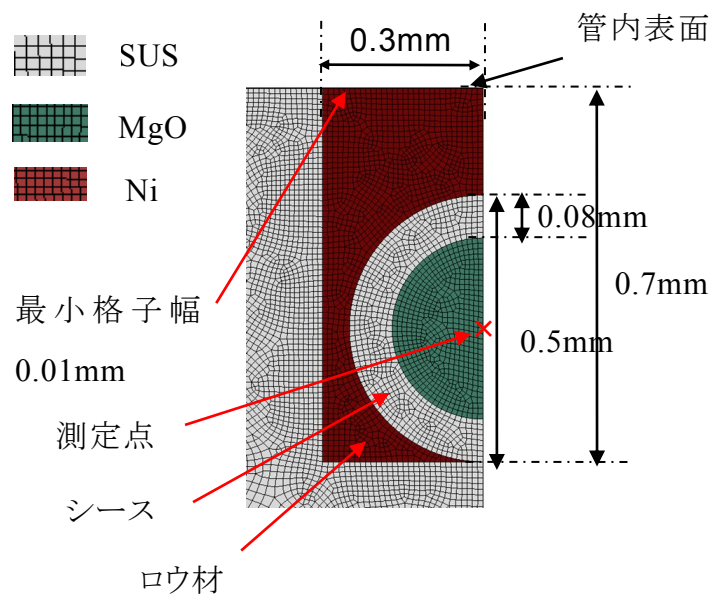 0.3mm
管内表面
SUS
MgO
Ni
0.08mm
0.7mm
0.5mm
最小格子幅
0.01mm
測定点
シース
ロウ材